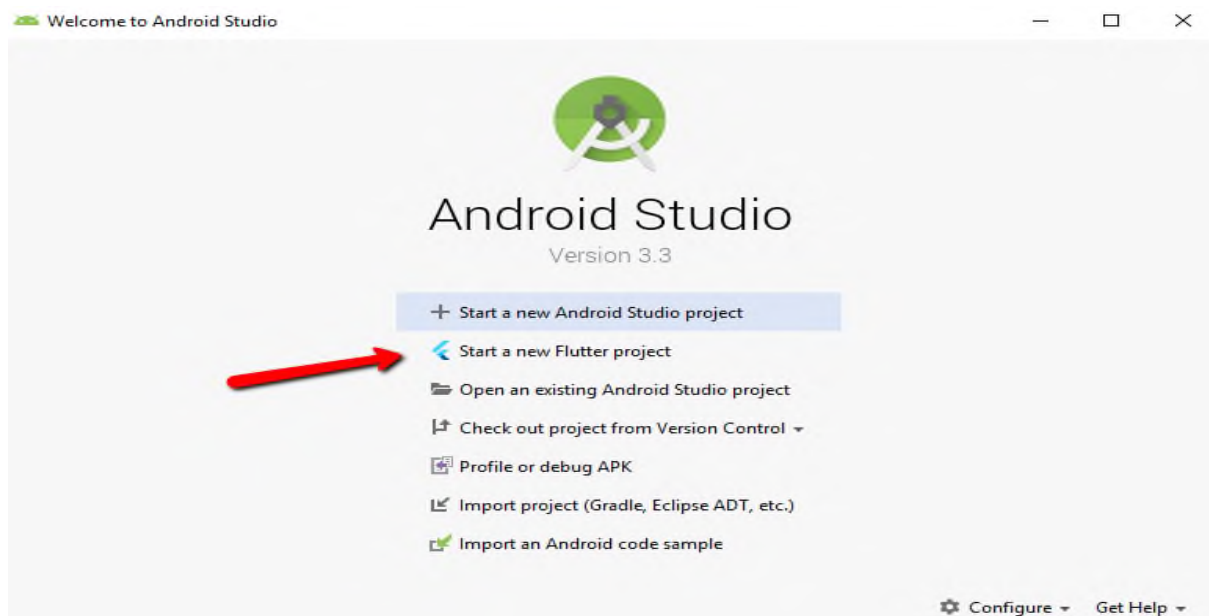 Welcome to Android Studio
Android Studio
Version 3.3
Start a new Android Studio project
Start a new Flutter project
Open an existing Android Studio project
Check out project from Version Control
Profile or debug APK
Import project (Gradle, Eclipse ADT, etc.)
Import an Android code sample
Configure Get Help